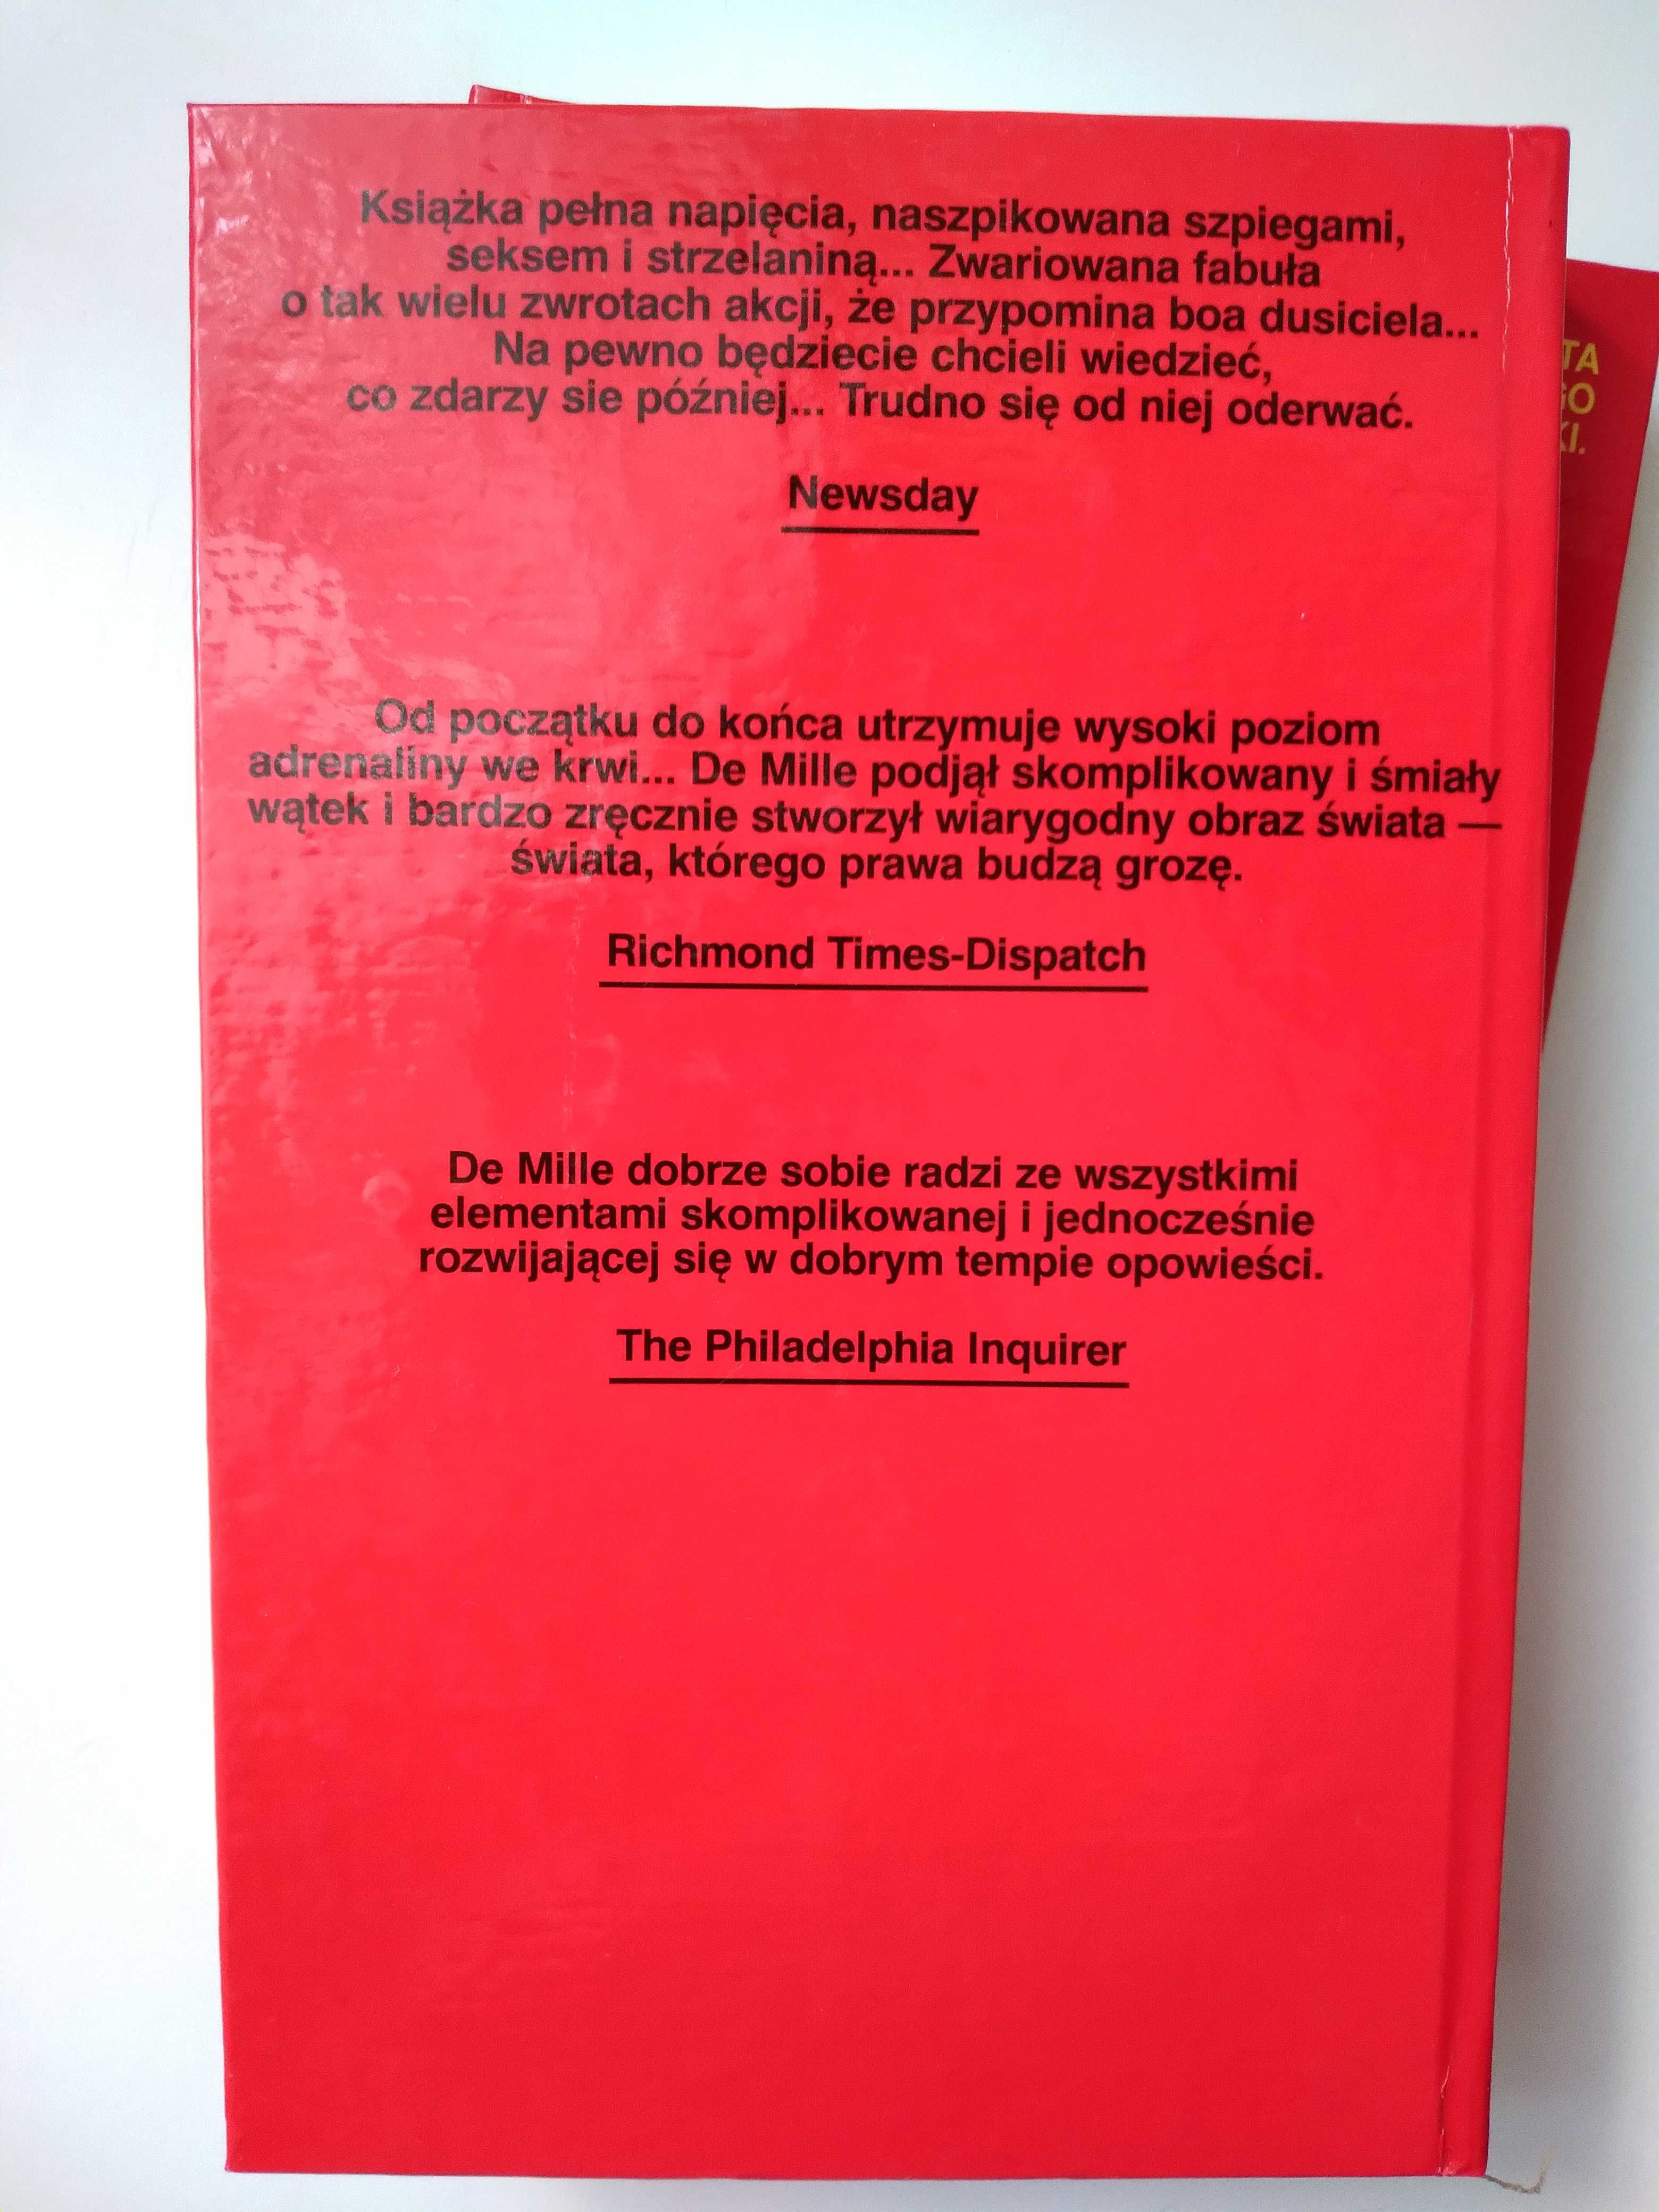 Książka pełna napięcia, naszpikowana szpiegami,
seksem i strzelaniną... Zwariowana fabuła
o tak wielu zwrotach akcji, że przypomina boa dusiciela...
Na pewno będziecie chcieli wiedzieć,
co zdarzy sie później... Trudno się od niej oderwać.
Newsday
Od początku do końca utrzymuje wysoki poziom
adrenaliny we krwi... De Mille podjął skomplikowany i śmiały
wątek i bardzo zręcznie stworzył wiarygodny obraz świata —
świata, którego prawa budzą grozę.
Richmond Times-Dispatch
De Mille dobrze sobie radzi ze wszystkimi
elementami skomplikowanej i jednocześnie
rozwijającej się w dobrym tempie opowieści.
The Philadelphia Inquirer